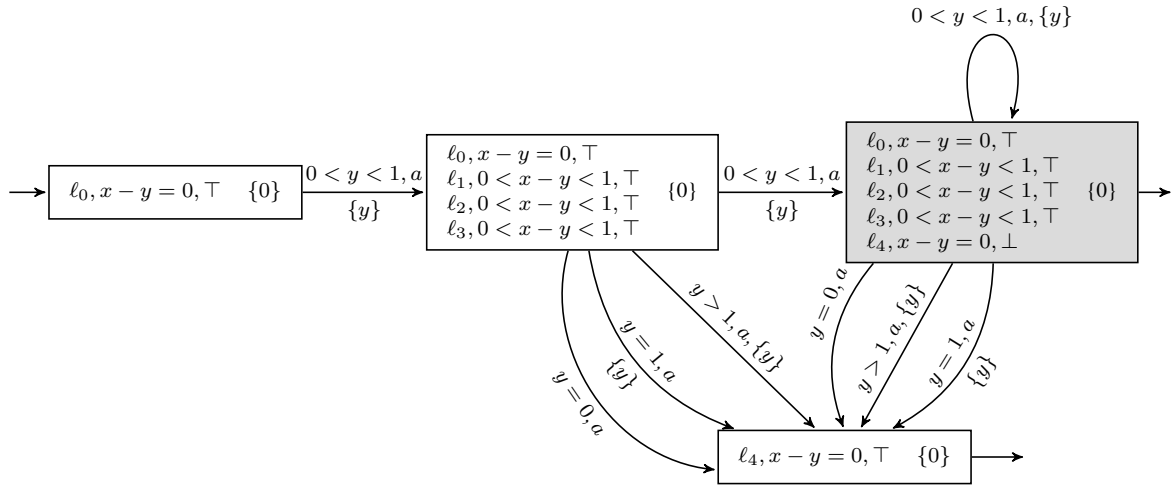 0 < y < 1, a, {y}
ℓ0, x − y = 0, ⊤ {0}
0 < y < 1, a
{y}
ℓ0, x − y = 0, ⊤
ℓ1, 0 < x − y < 1, ⊤
ℓ2, 0 < x − y < 1, ⊤
ℓ3, 0 < x − y < 1, ⊤
{0}
0 < y < 1, a
{y}
ℓ0, x − y = 0, ⊤
ℓ1, 0 < x − y < 1, ⊤
ℓ2, 0 < x − y < 1, ⊤
ℓ3, 0 < x − y < 1, ⊤
ℓ4, x − y = 0, ⊥
{0}
y = 0, a
y = 1, a
{y}
y > 1, a, {y}
y = 0, a
y > 1, a, {y}
y = 1, a
{y}
ℓ4, x − y = 0, ⊤ {0}